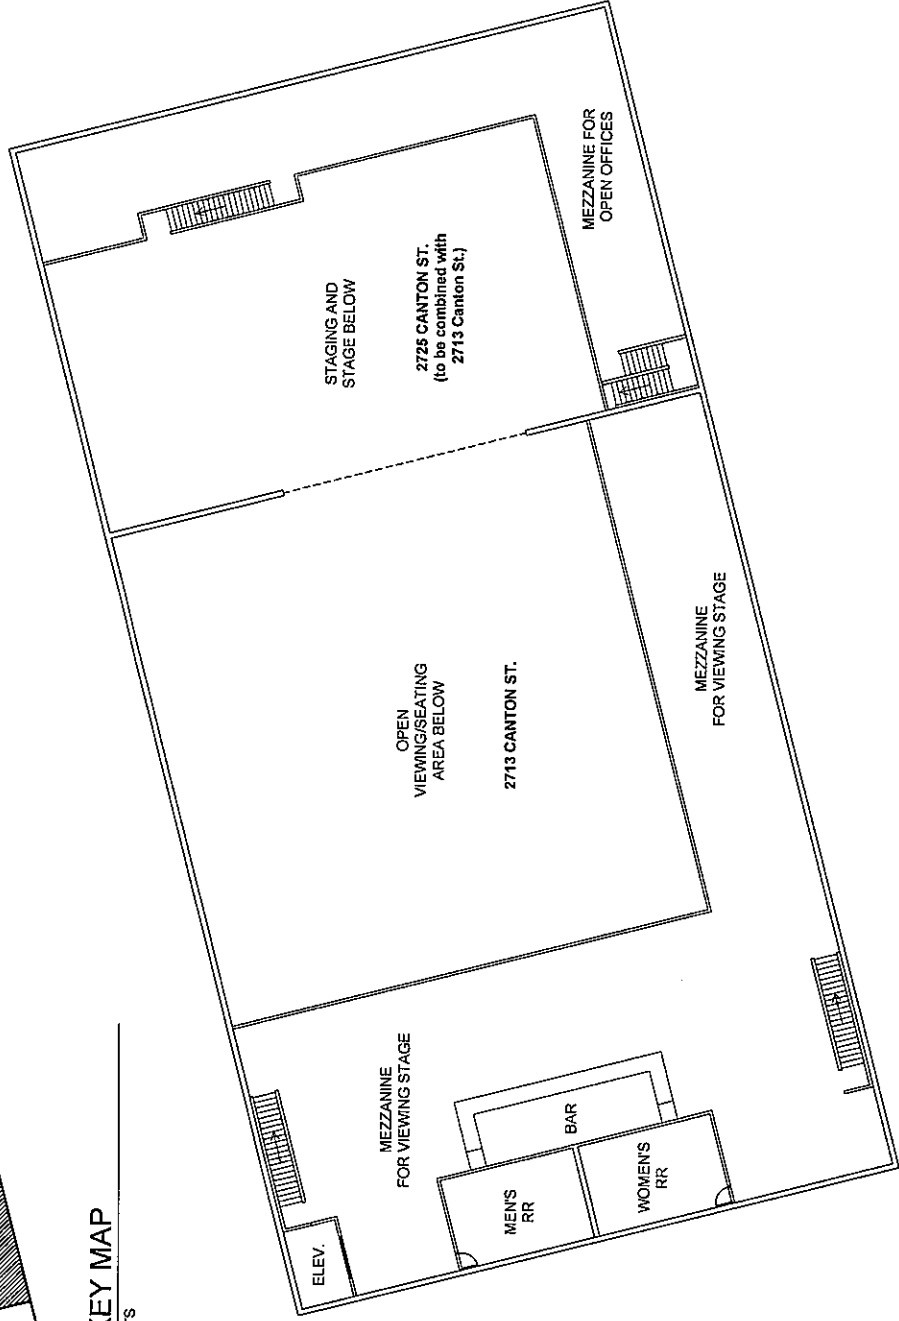 MEZZANINE FOR
OPEN OFFICES
STAGING AND
STAGE BELOW
2725 CANTON ST.
(to be combined with
2713 Canton St.)
OPEN
VIEWING/SEATING
AREA BELOW
2713 CANTON ST.
MEZZANINE
FOR VIEWING STAGE
MEZZANINE
FOR VIEWING STAGE
BAR
MEN'S
RR
WOMEN'S
RR
ELEV.
EY MAP